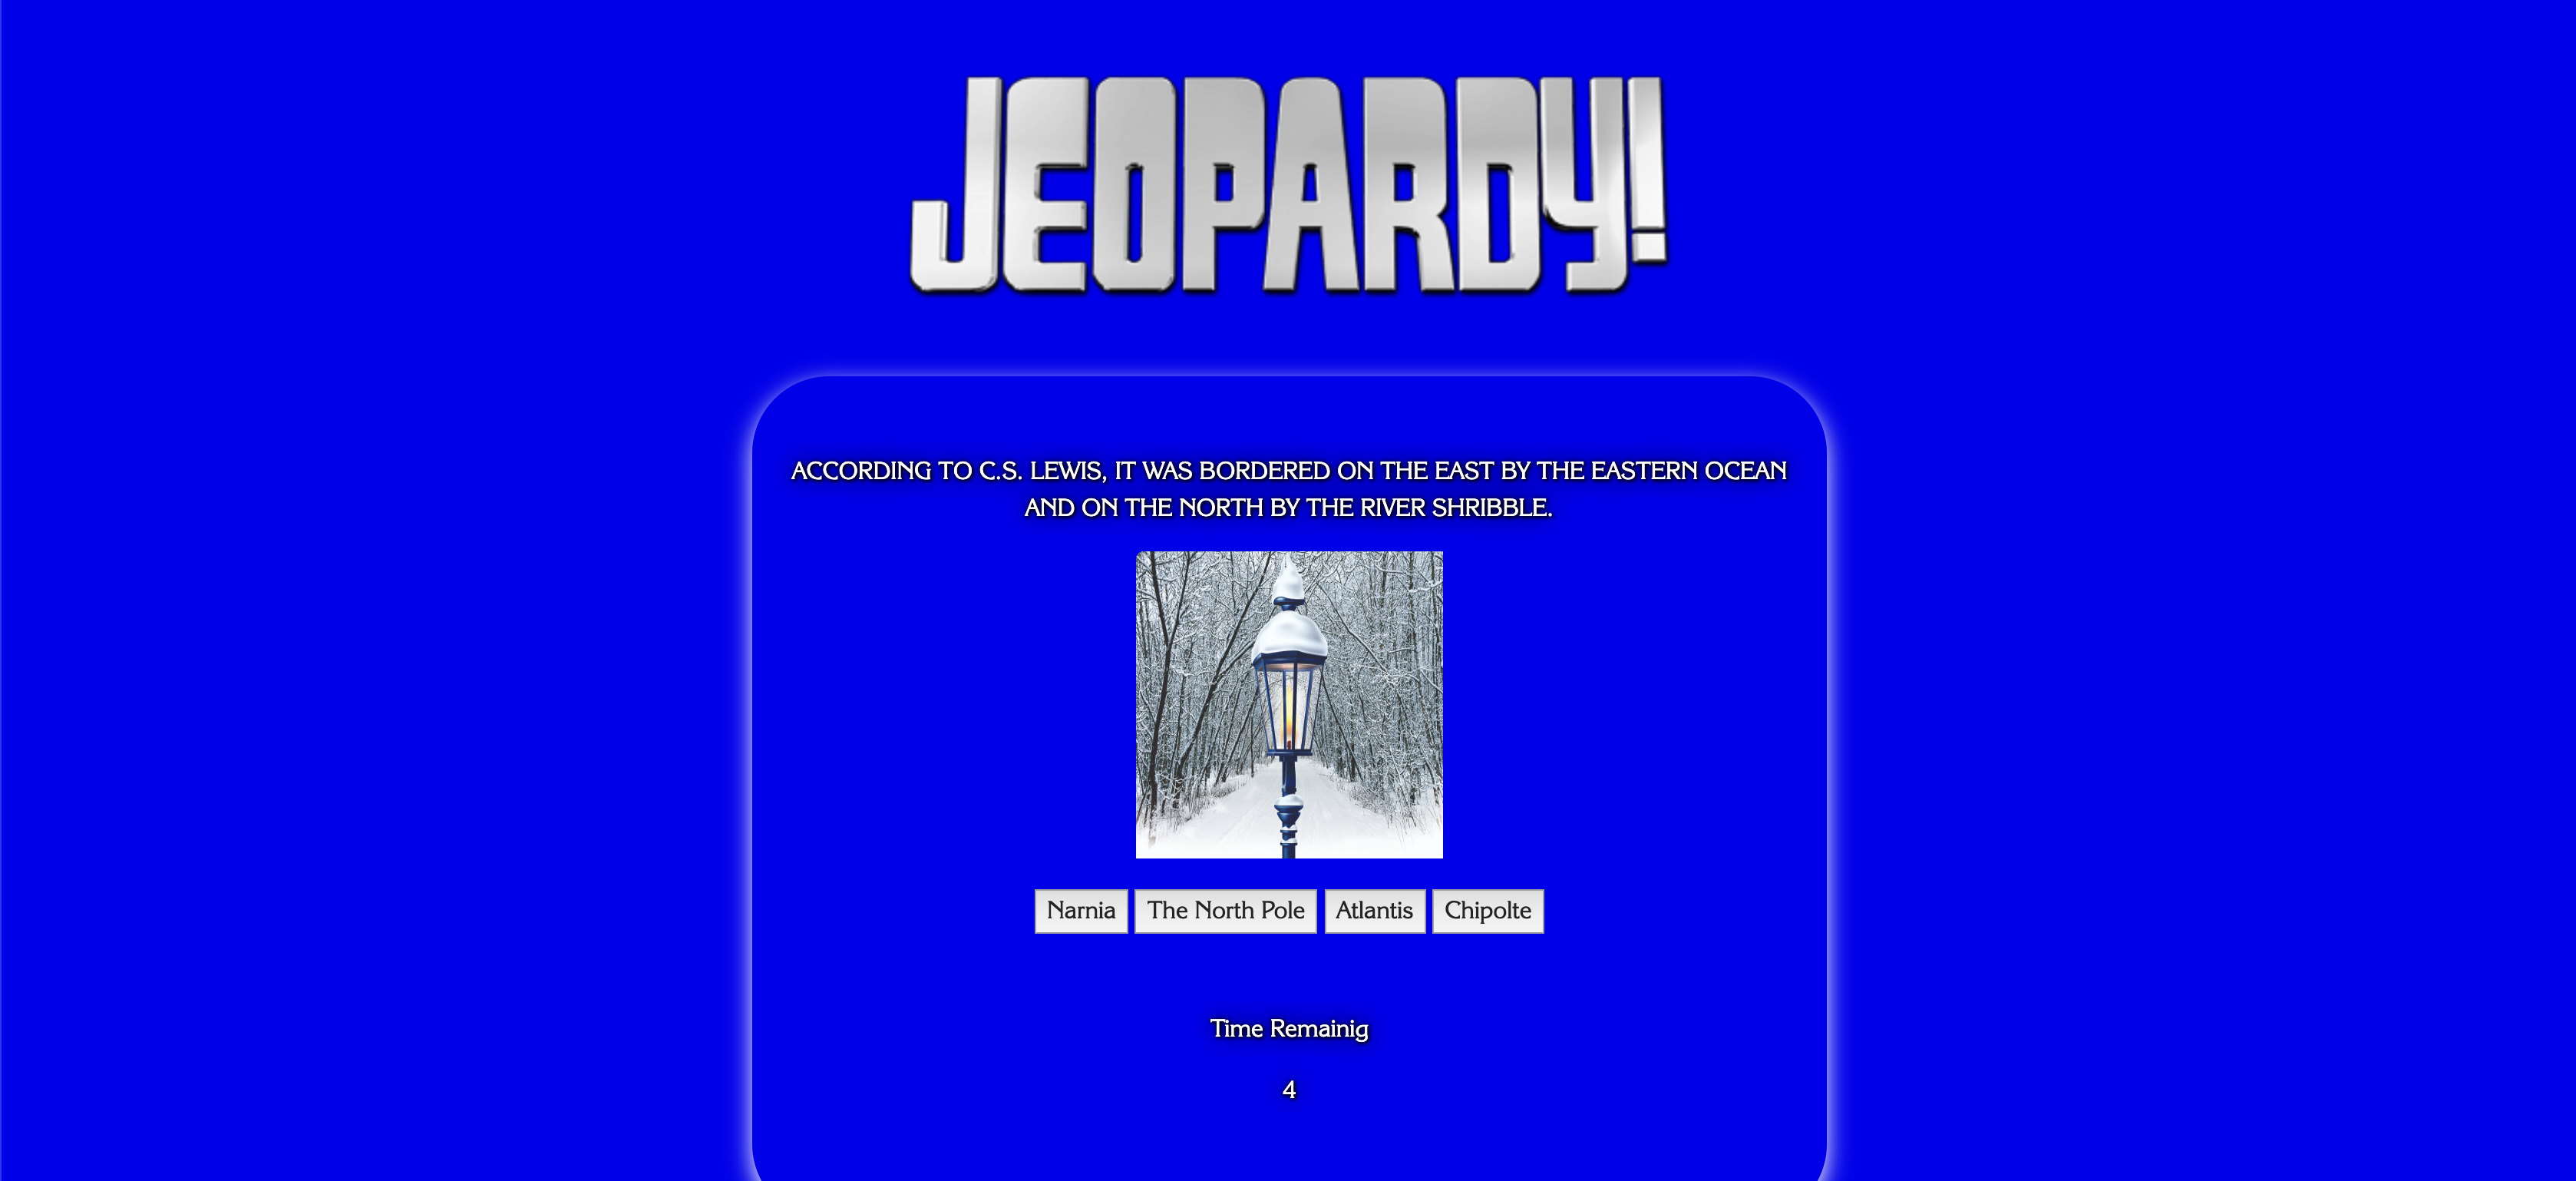 JEOPARDY!
ACCORDING TO C.S. LEWIS, IT WAS BORDERED ON THE EAST BY THE EASTERN OCEAN
AND ON THE NORTH BY THE RIVER SHRIBBLE.
Narnia The North Pole Atlantis Chipolte
Time Remainig
4